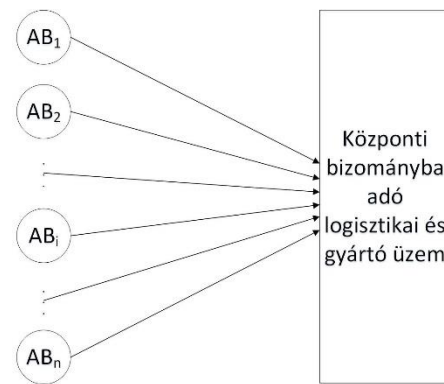 AB₁
AB₂
ABᵢ
ABₙ
Központi
bizományba
adó
logisztikai és
gyártó üzem